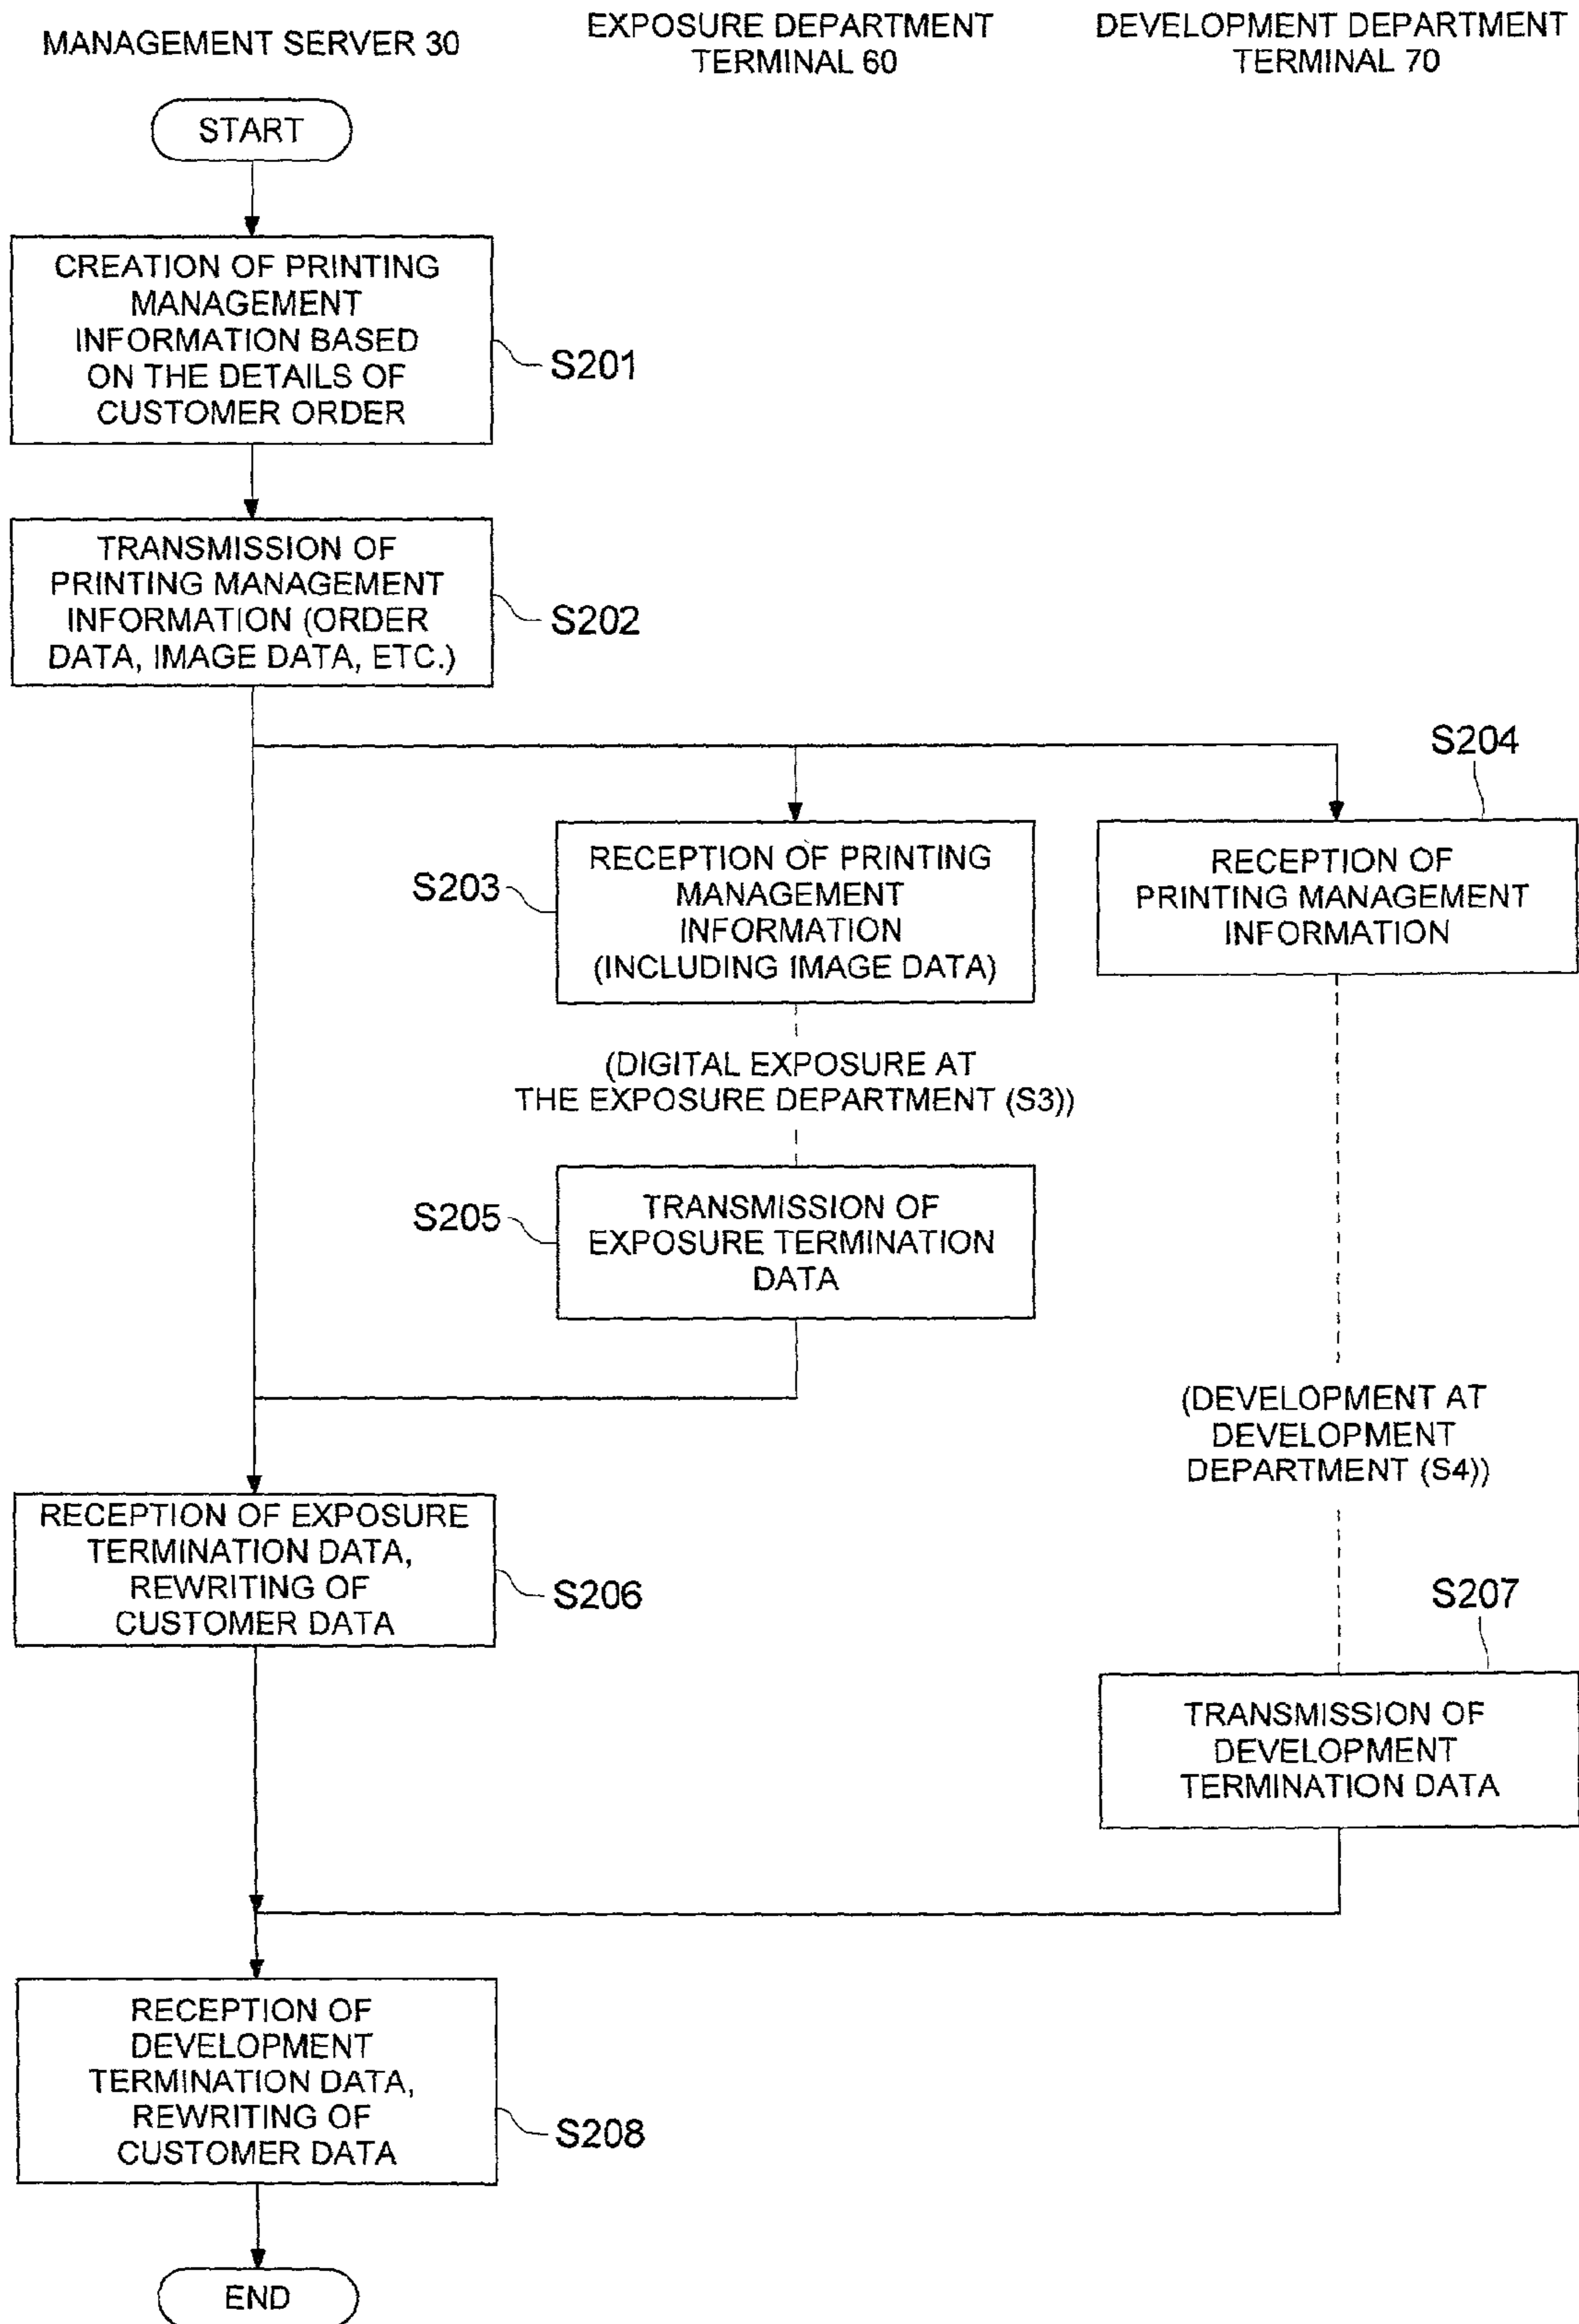 MANAGEMENT SERVER 30
EXPOSURE DEPARTMENT
TERMINAL 60
DEVELOPMENT DEPARTMENT
TERMINAL 70
START
CREATION OF PRINTING
MANAGEMENT
INFORMATION BASED
ON THE DETAILS OF
CUSTOMER ORDER
S201
TRANSMISSION OF
PRINTING MANAGEMENT
INFORMATION (ORDER
DATA, IMAGE DATA, ETC.)
S202
S203
RECEPTION OF PRINTING
MANAGEMENT
INFORMATION
(INCLUDING IMAGE DATA)
S204
RECEPTION OF
PRINTING MANAGEMENT
INFORMATION
(DIGITAL EXPOSURE AT
THE EXPOSURE DEPARTMENT (S3))
S205
TRANSMISSION OF
EXPOSURE TERMINATION
DATA
(DEVELOPMENT AT
DEVELOPMENT
DEPARTMENT (S4))
RECEPTION OF EXPOSURE
TERMINATION DATA,
REWRITING OF
CUSTOMER DATA
S206
S207
TRANSMISSION OF
DEVELOPMENT
TERMINATION DATA
RECEPTION OF
DEVELOPMENT
TERMINATION DATA,
REWRITING OF
CUSTOMER DATA
S208
END